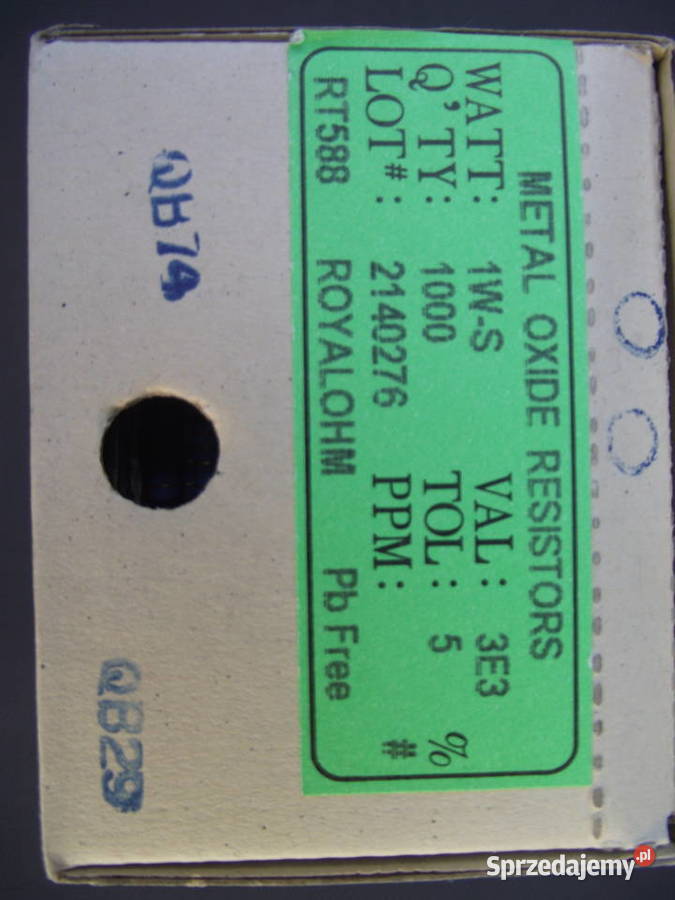 METAL OXIDE RESISTORS
WATT: 1W-S VAL: 3E3
Q'TY: 1000 TOL: 5 %
LOT#: 2140276 PPM: #
RT588 ROYALOHM Pb Free
QB74
QB29
Sprzedajemy.pl